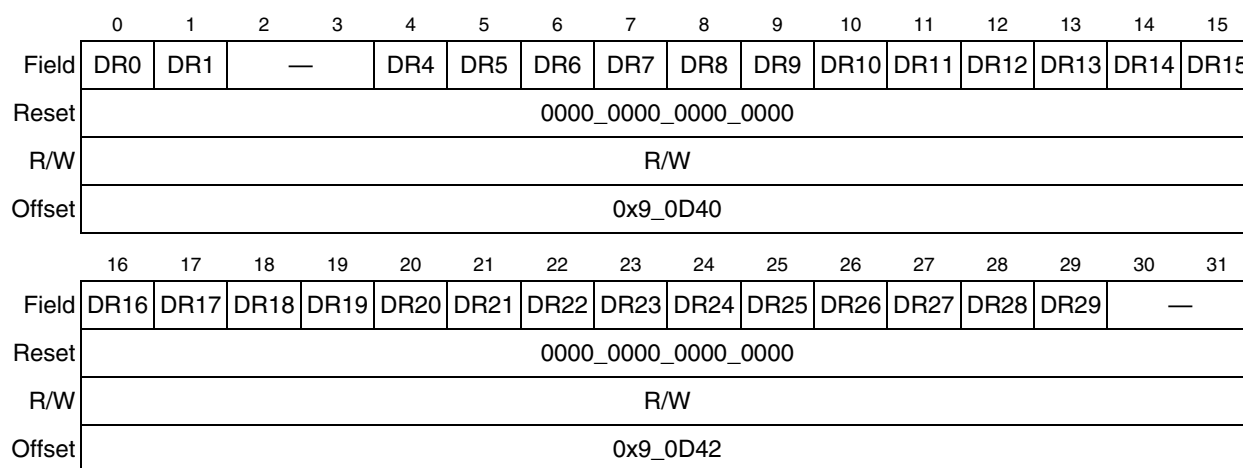 0 1 2 3 4 5 6 7 8 9 10 11 12 13 14 15
Field DR0 DR1 — DR4 DR5 DR6 DR7 DR8 DR9 DR10 DR11 DR12 DR13 DR14 DR15
Reset 0000_0000_0000_0000
R/W R/W
Offset 0x9_0D40
16 17 18 19 20 21 22 23 24 25 26 27 28 29 30 31
Field DR16 DR17 DR18 DR19 DR20 DR21 DR22 DR23 DR24 DR25 DR26 DR27 DR28 DR29 —
Reset 0000_0000_0000_0000
R/W R/W
Offset 0x9_0D42